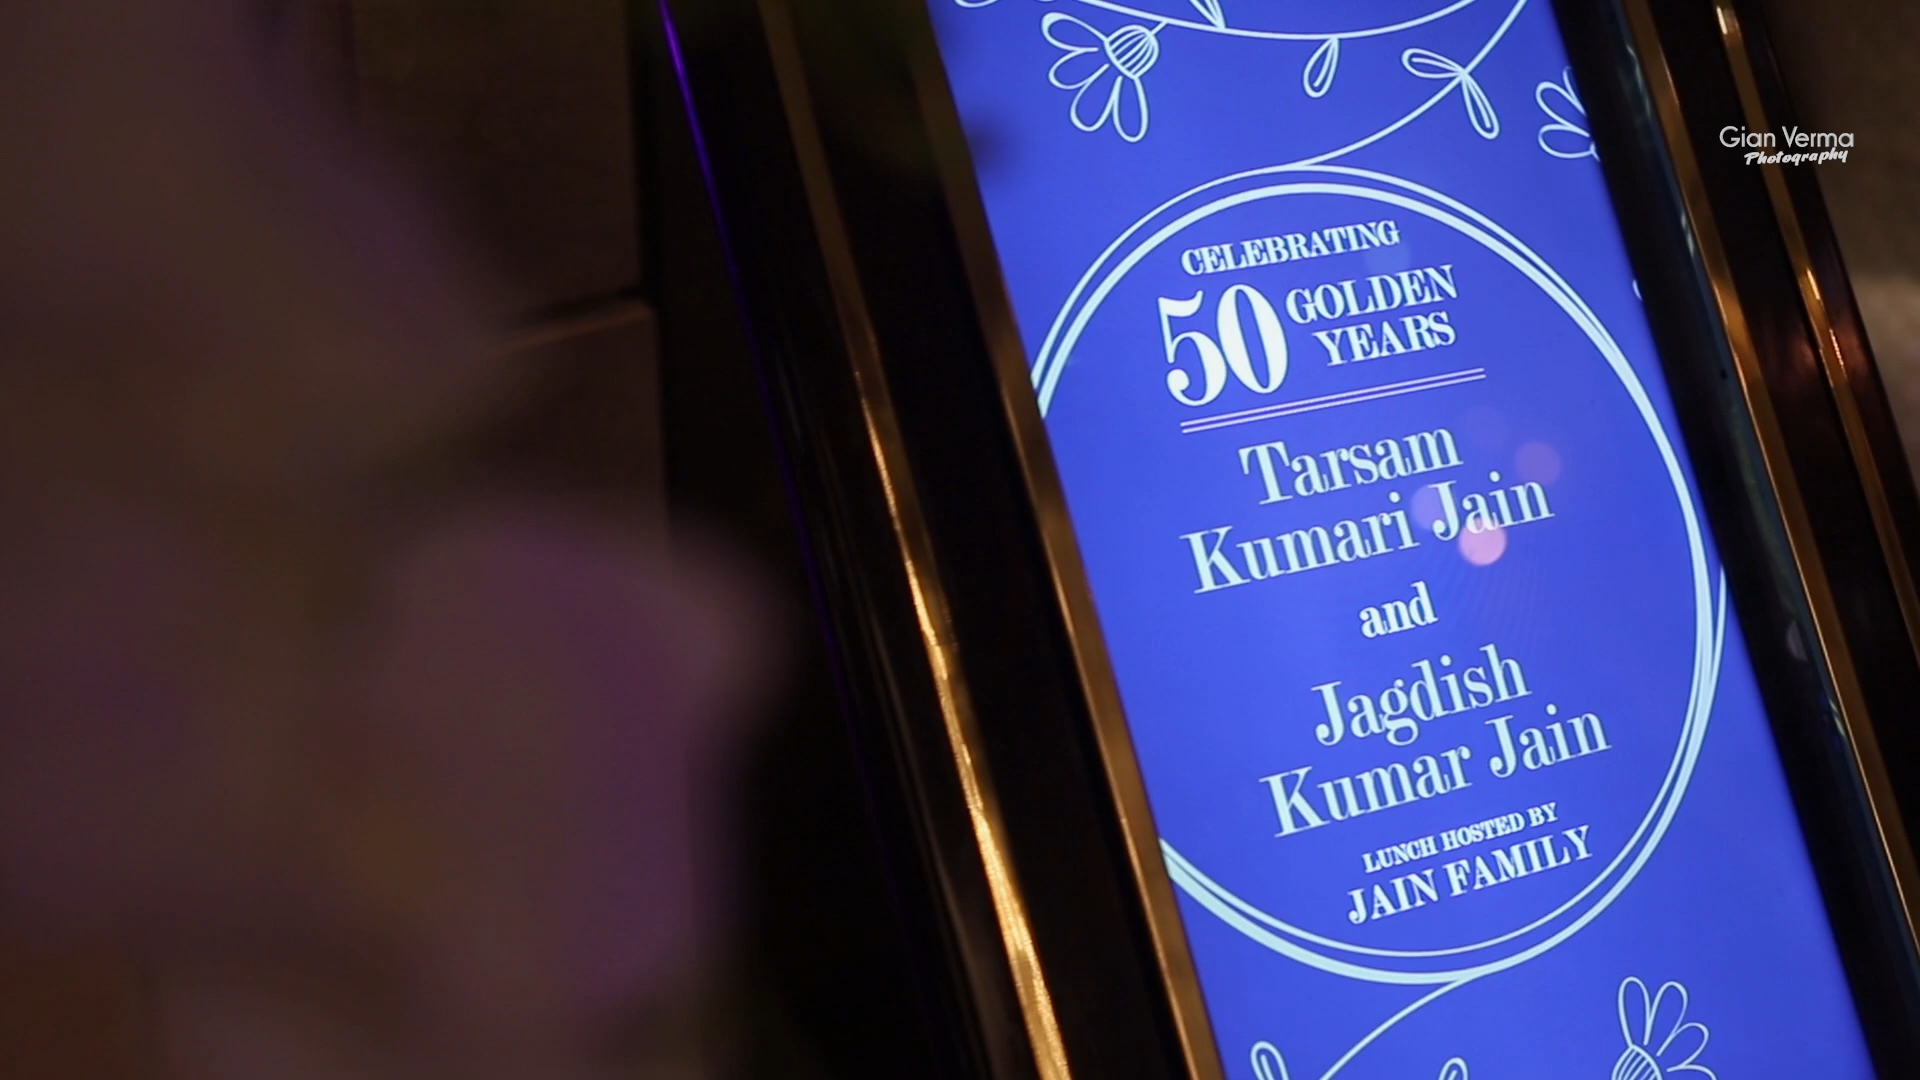 Gian Verma
Photography
CELEBRATING
50 GOLDEN
YEARS
Tarsam
Kumari Jain
and
Jagdish
Kumar Jain
LUNCH HOSTED BY
JAIN FAMILY